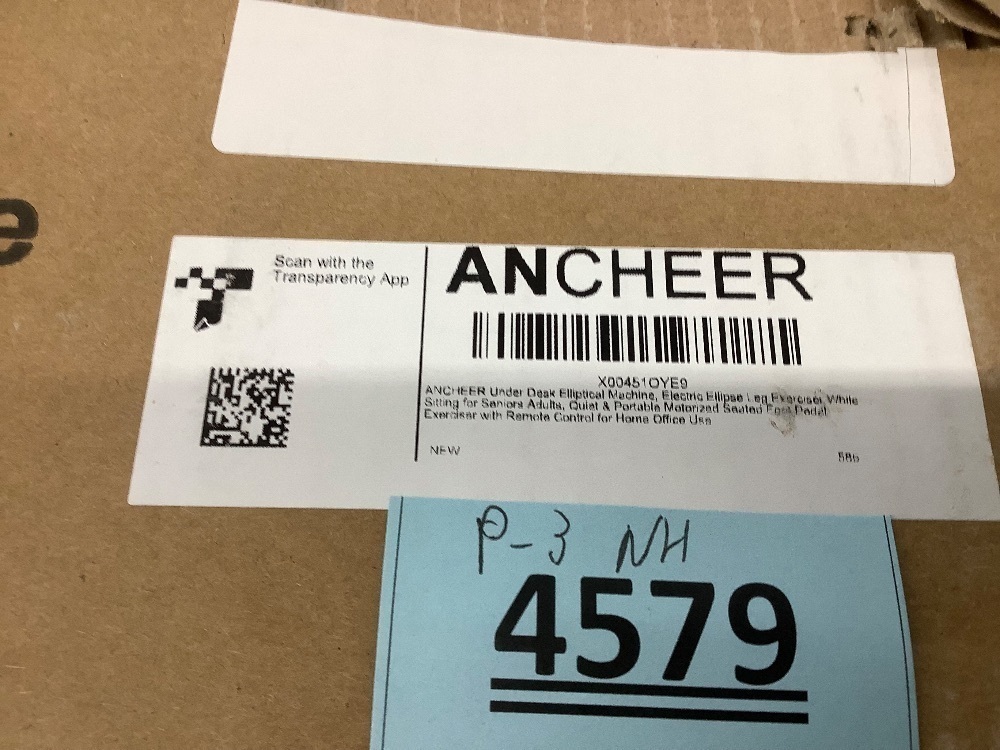 e
Scan with the
Transparency App
ANCHEER
X00451OYE9
ANCHEER Under Desk Elliptical Machine, Electric Ellipse Leg Exerciser While
Sitting for Seniors Adults, Quiet & Portable Motorized Seated Foot Pedal
Exerciser with Remote Control for Home Office Use
NEW
P-3 NH
4579